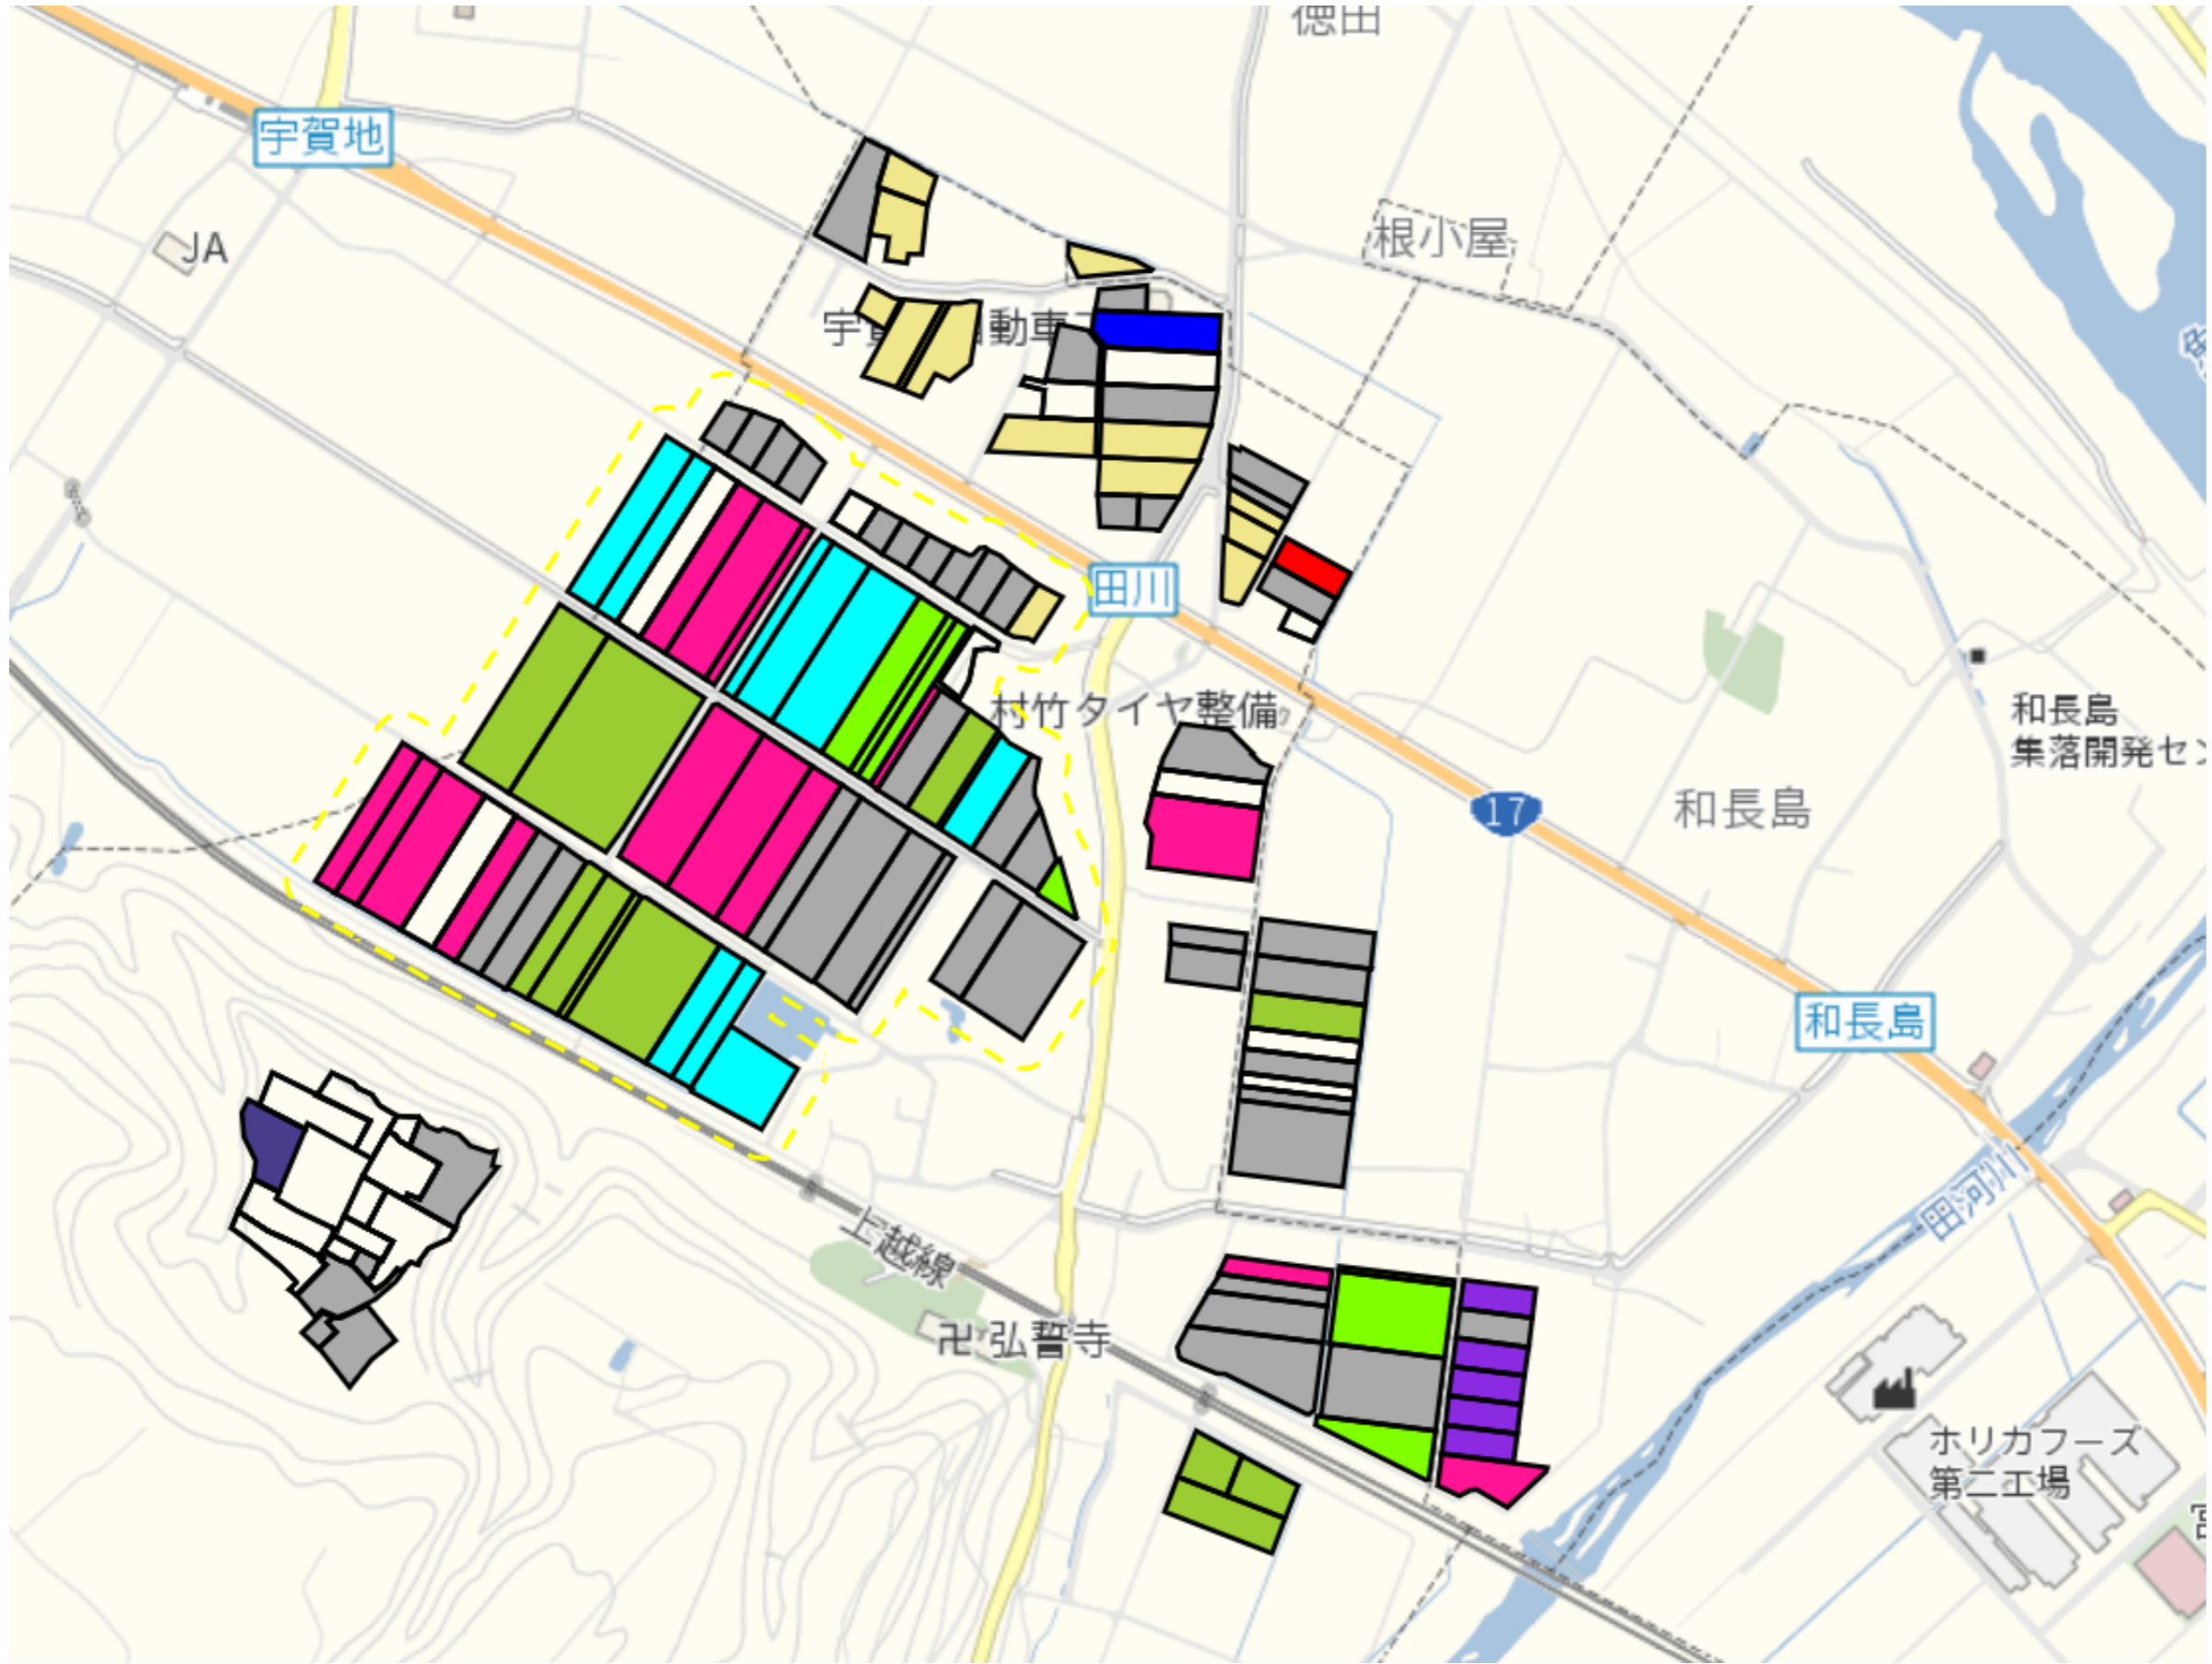 徳田
宇賀地
JA
根小屋
動車
田川
村竹タイヤ整備
和長島
集落開発セン
和長島
17
和長島
田河川
上越線
卍 弘誓寺
ホリカフーズ
第二工場